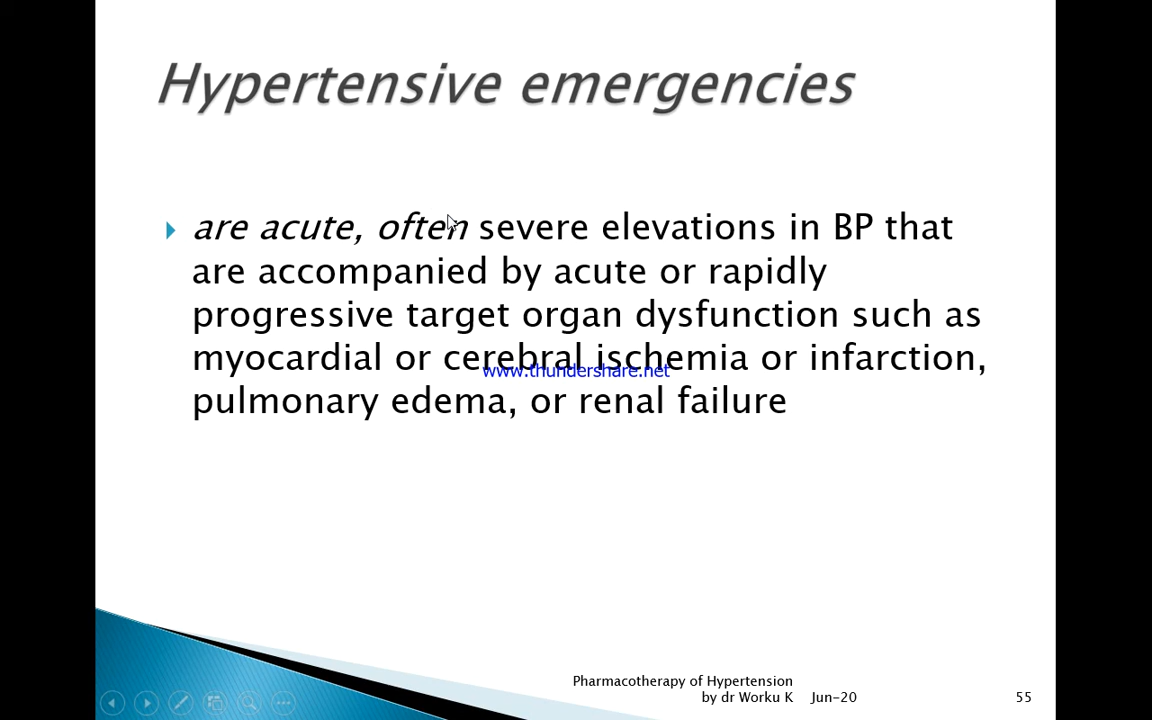 Hypertensive emergencies
are acute, often severe elevations in BP that
are accompanied by acute or rapidly
progressive target organ dysfunction such as
myocardial or cerebral ischemia or infarction,
www.thundershare.net
pulmonary edema, or renal failure
Pharmacotherapy of Hypertension
by dr Worku K Jun-20 55